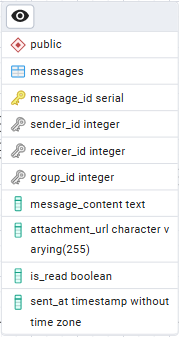 public
messages
message_id serial
sender_id integer
receiver_id integer
group_id integer
message_content text
attachment_url character v
arying(255)
is_read boolean
sent_at timestamp without
time zone